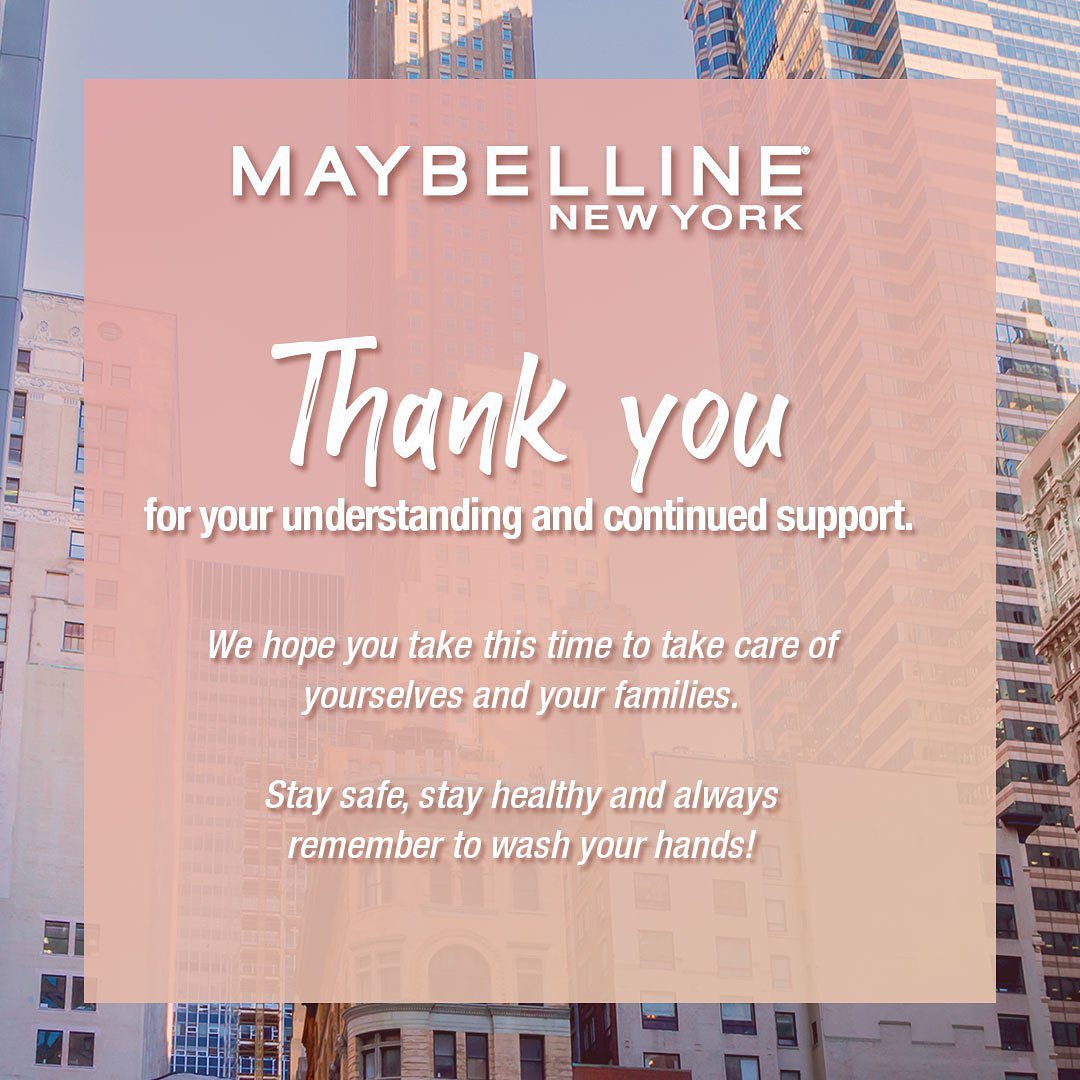 MAYBELLINE®
NEW YORK
Thank you
for your understanding and continued support.
We hope you take this time to take care of
yourselves and your families.
Stay safe, stay healthy and always
remember to wash your hands!